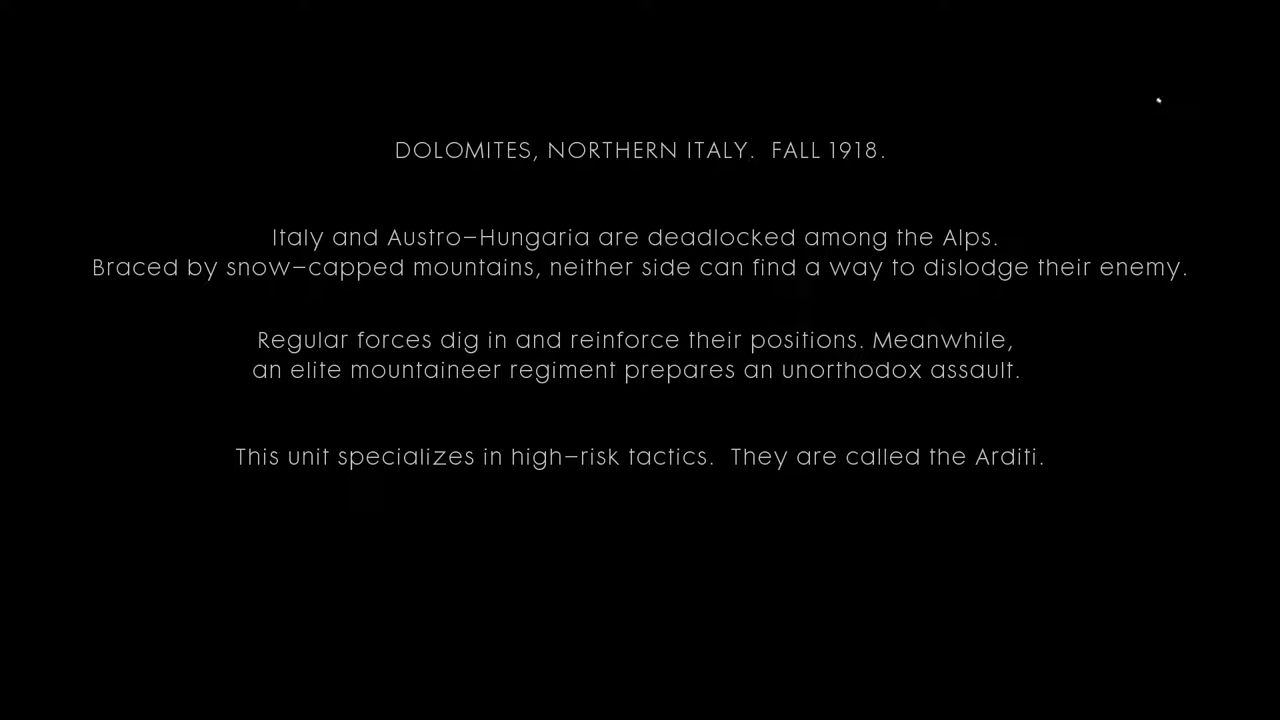 DOLOMITES, NORTHERN ITALY.  FALL 1918.
Italy and Austro-Hungaria are deadlocked among the Alps.
Braced by snow-capped mountains, neither side can find a way to dislodge their enemy.
Regular forces dig in and reinforce their positions. Meanwhile,
an elite mountaineer regiment prepares an unorthodox assault.
This unit specializes in high-risk tactics.  They are called the Arditi.